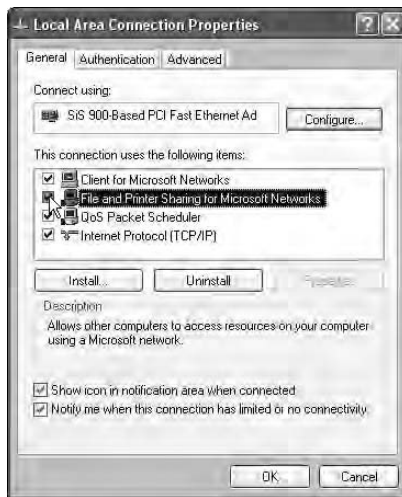 Local Area Connection Properties
General Authentication Advanced
Connect using:
SiS 900-Based PCI Fast Ethernet Ad
Configure...
This connection uses the following items:
Client for Microsoft Networks
File and Printer Sharing for Microsoft Networks
QoS Packet Scheduler
Internet Protocol (TCP/IP)
Install... Uninstall Properties
Description
Allows other computers to access resources on your computer
using a Microsoft network.
Show icon in notification area when connected
Notify me when this connection has limited or no connectivity
OK Cancel